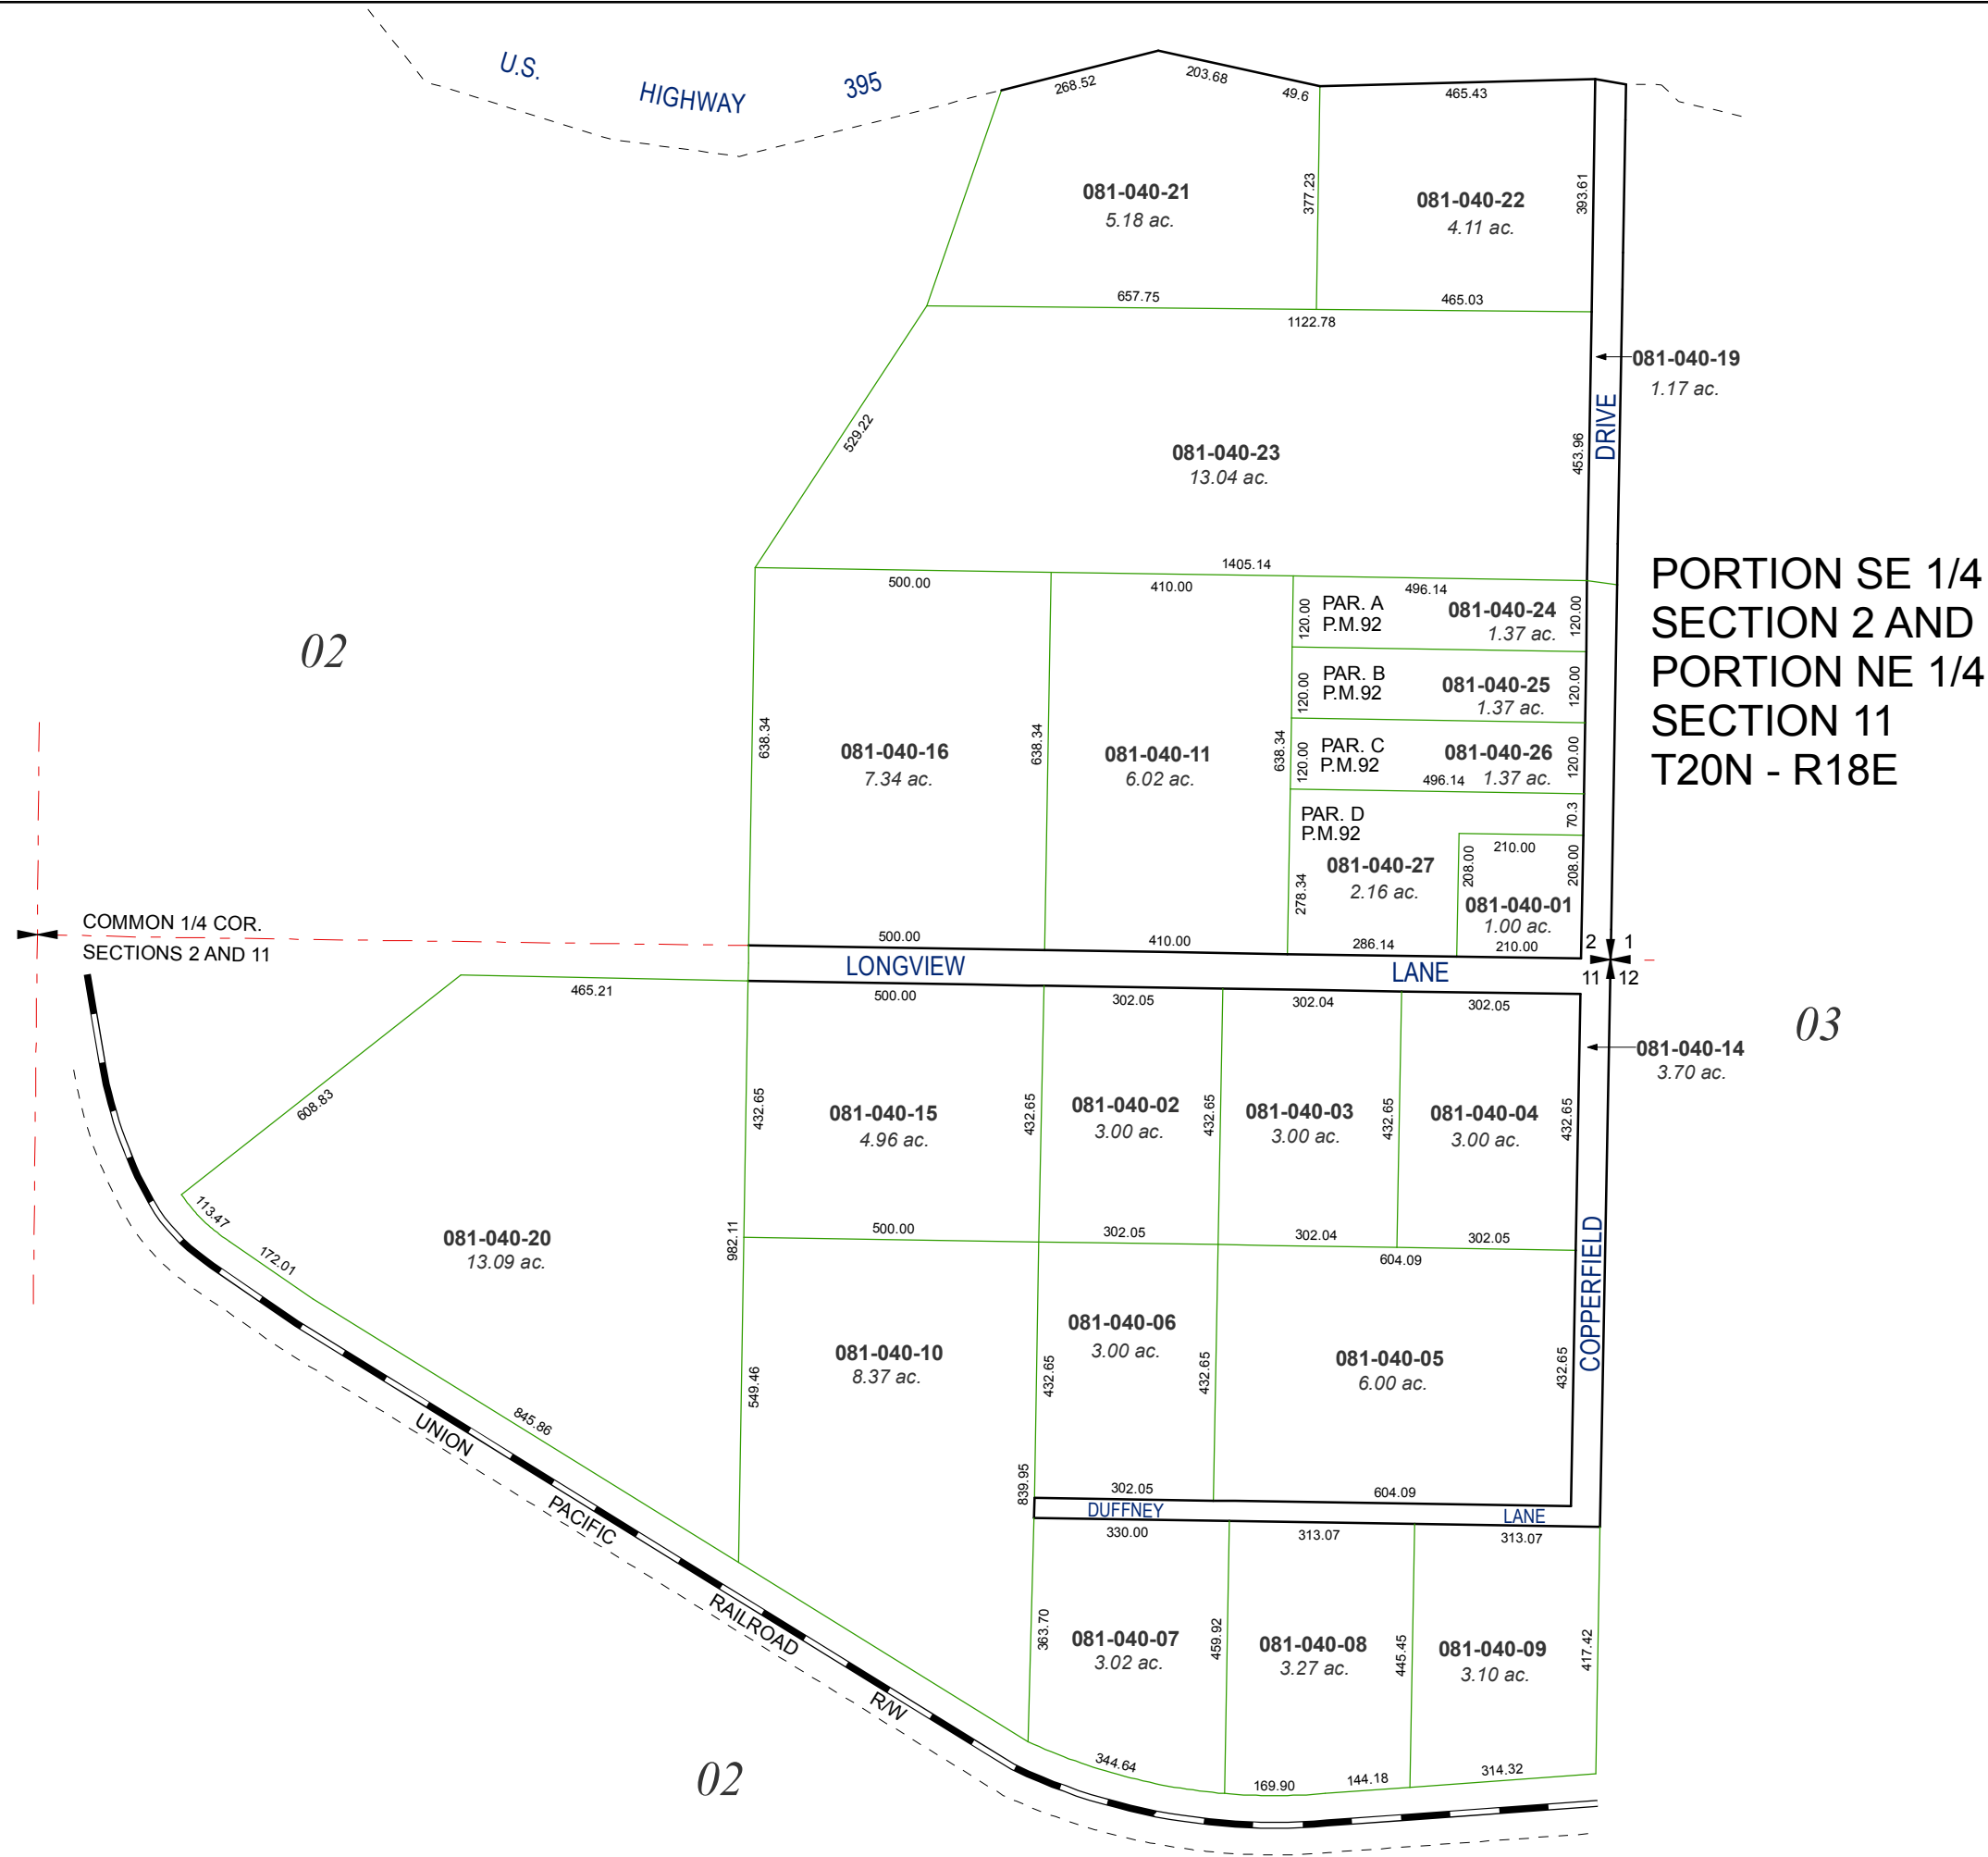 U.S. HIGHWAY 395
268.52
203.68
49.6
465.43
081-040-21
5.18 ac.
377.23
081-040-22
4.11 ac.
393.61
657.75
465.03
1122.78
081-040-19
1.17 ac.
DRIVE
529.22
081-040-23
13.04 ac.
453.96
1405.14
PORTION SE 1/4
SECTION 2 AND
PORTION NE 1/4
SECTION 11
T20N - R18E
500.00
410.00
496.14
120.00
PAR. A
P.M.92
081-040-24
1.37 ac.
120.00
120.00
PAR. B
P.M.92
081-040-25
1.37 ac.
120.00
02
638.34
081-040-16
7.34 ac.
638.34
081-040-11
6.02 ac.
638.34
120.00
PAR. C
P.M.92
081-040-26
496.14
1.37 ac.
120.00
PAR. D
P.M.92
70.3
081-040-27
2.16 ac.
278.34
208.00
210.00
208.00
081-040-01
1.00 ac.
COMMON 1/4 COR.
SECTIONS 2 AND 11
500.00
410.00
286.14
210.00
2 1
11 12
LONGVIEW LANE
465.21
500.00
302.05
302.04
302.05
03
081-040-14
3.70 ac.
608.83
432.65
081-040-15
4.96 ac.
432.65
081-040-02
3.00 ac.
432.65
081-040-03
3.00 ac.
432.65
081-040-04
3.00 ac.
432.65
113.47
172.01
081-040-20
13.09 ac.
982.11
500.00
302.05
302.04
302.05
604.09
COPPERFIELD
081-040-10
8.37 ac.
549.46
081-040-06
3.00 ac.
432.65
432.65
081-040-05
6.00 ac.
432.65
845.86
839.95
302.05
604.09
DUFFNEY LANE
330.00
313.07
313.07
UNION PACIFIC RAILROAD R/W
363.70
081-040-07
3.02 ac.
459.92
081-040-08
3.27 ac.
445.45
081-040-09
3.10 ac.
417.42
344.64
169.90
144.18
314.32
02